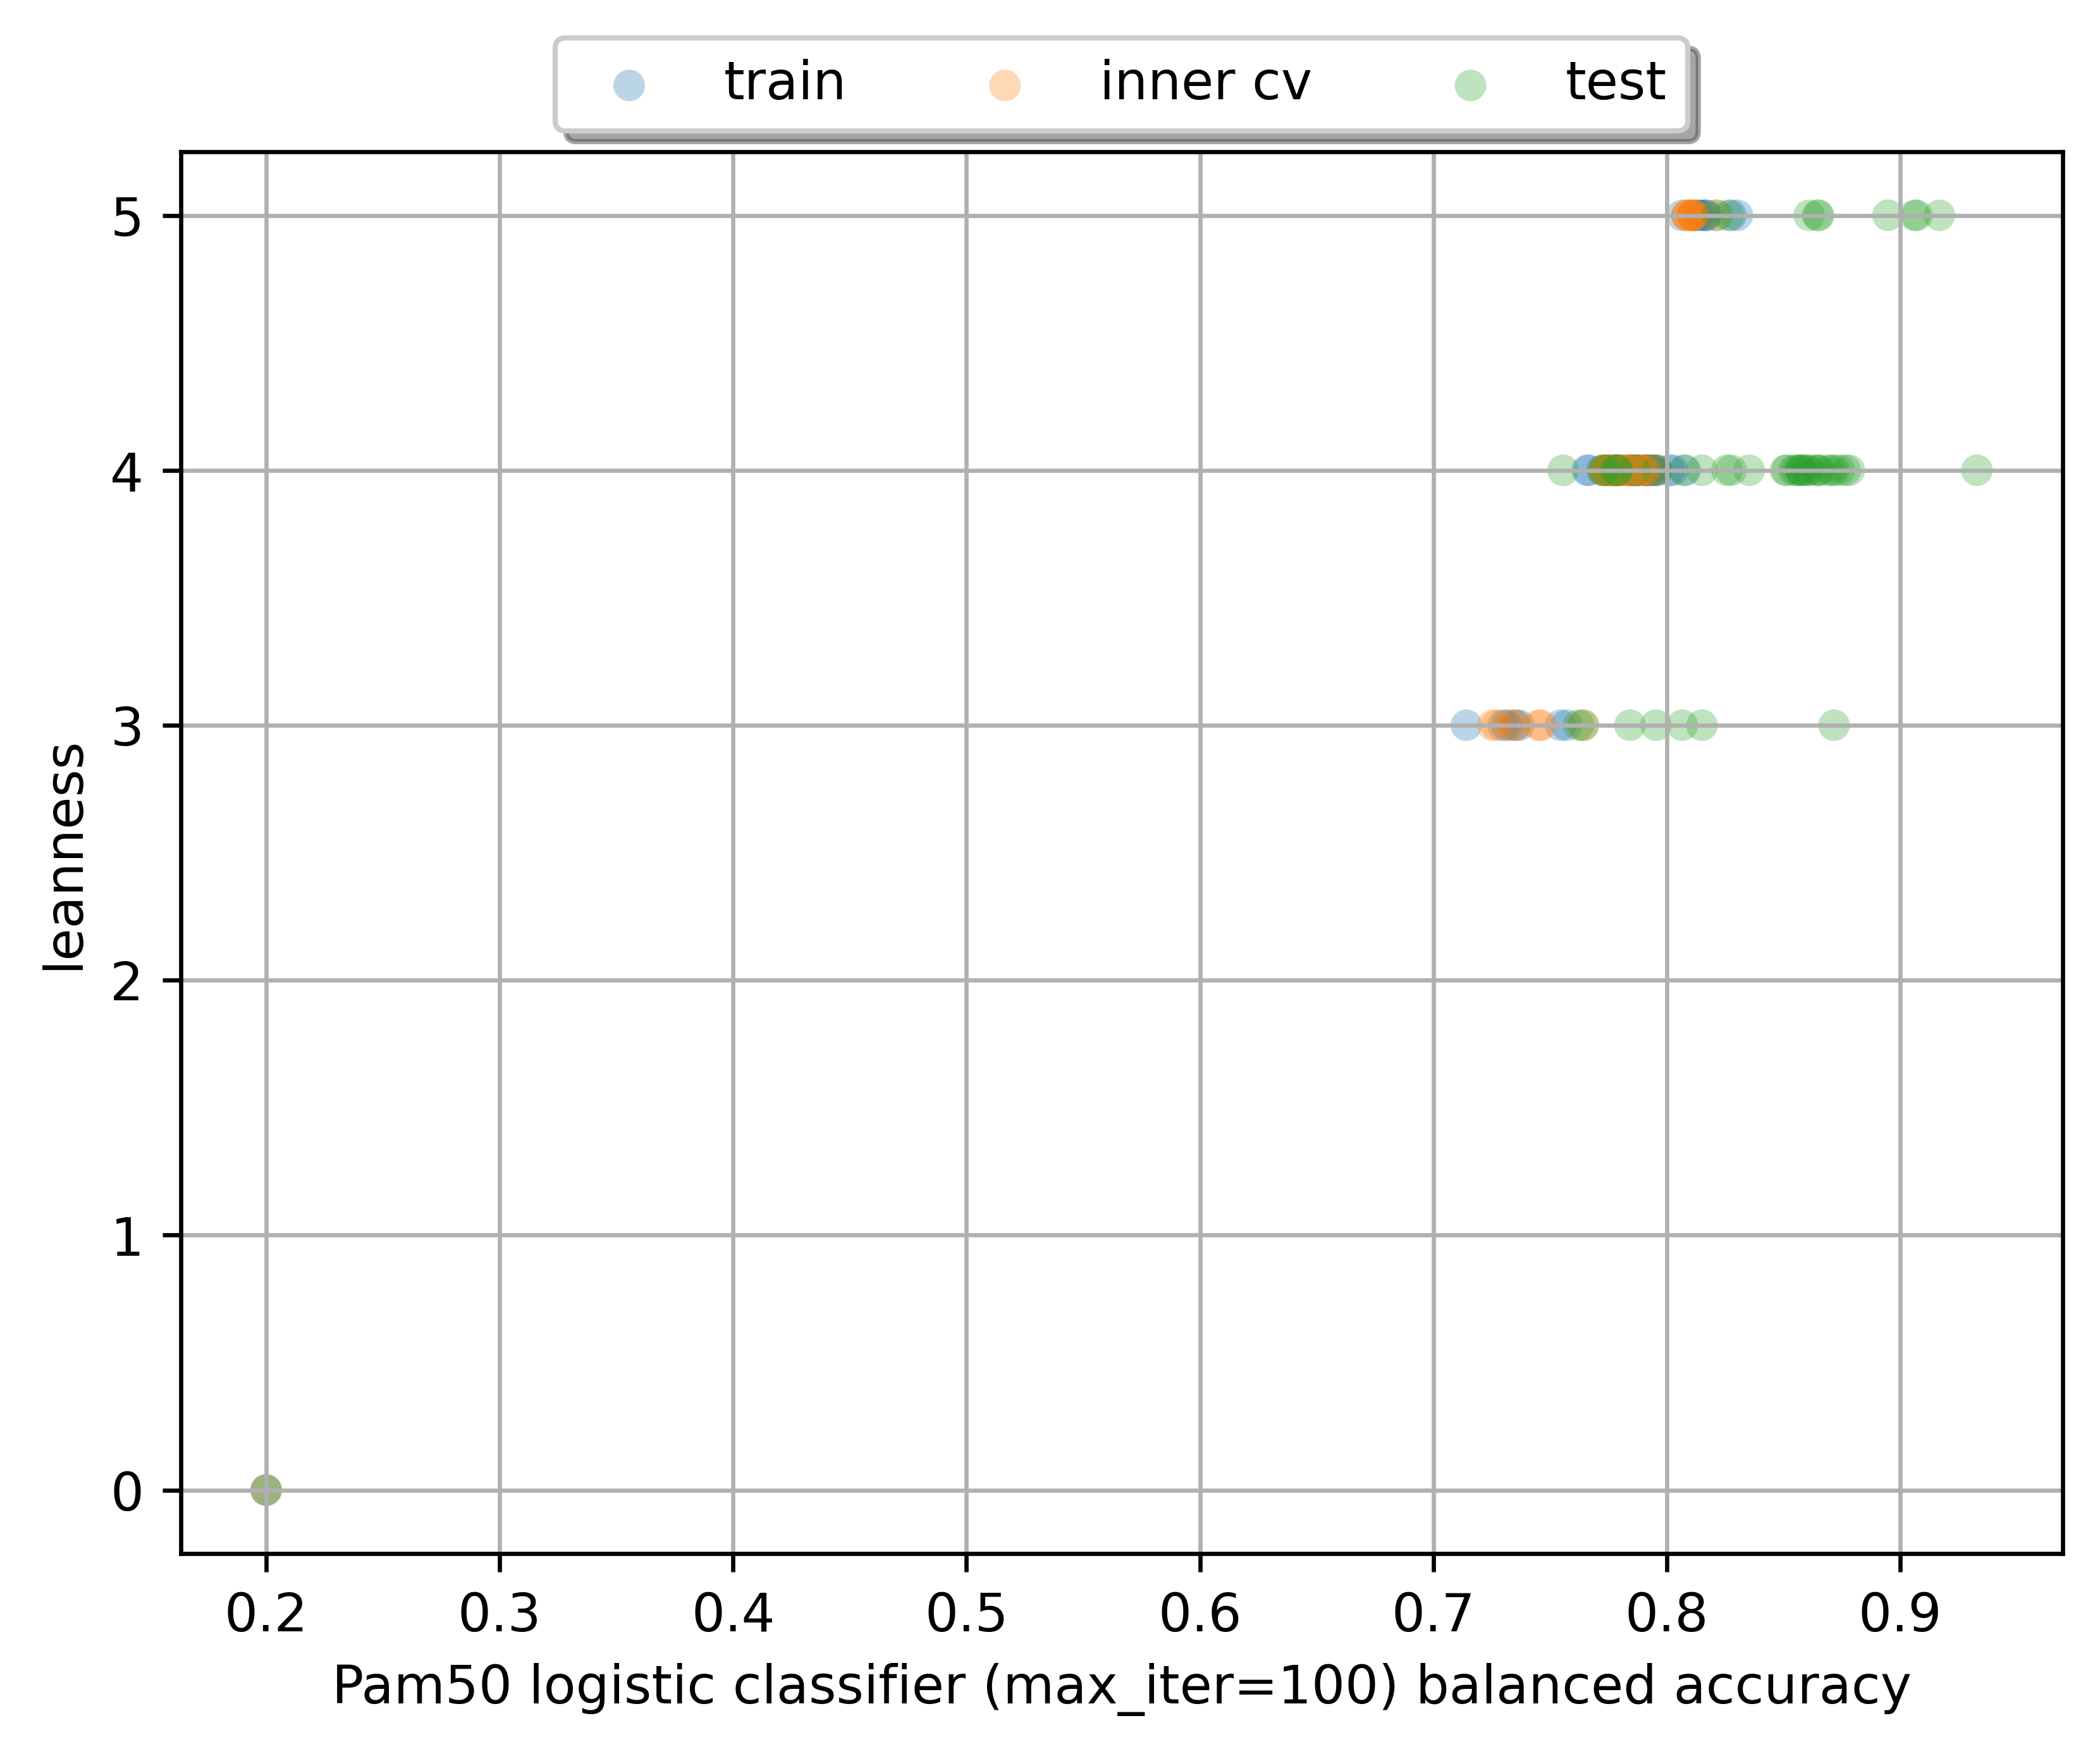 train inner cv test
5
4
3
2
1
0
leanness
0.2 0.3 0.4 0.5 0.6 0.7 0.8 0.9
Pam50 logistic classifier (max_iter=100) balanced accuracy